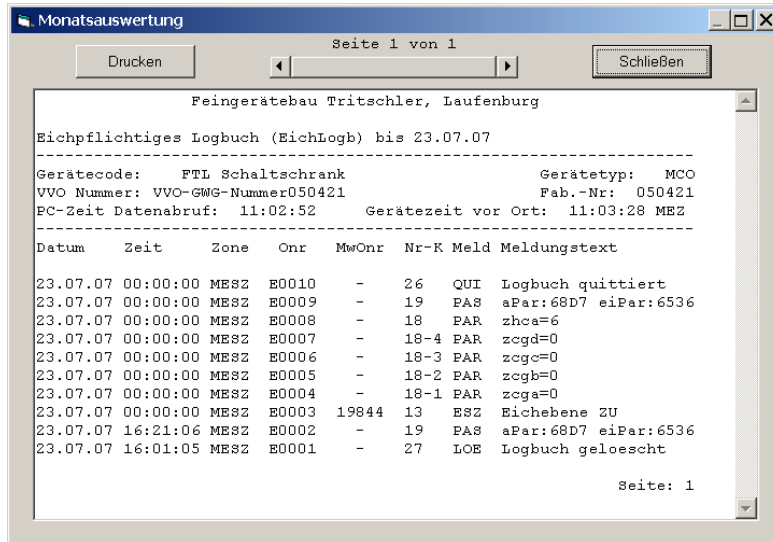 Monatsauswertung
Drucken
Seite 1 von 1
Schließen
Feingerätebau Tritschler, Laufenburg
Eichpflichtiges Logbuch (EichLogb) bis 23.07.07
--------------------------------------------------------------------------
Gerätecode: FTL Schaltschrank Gerätetyp: MCO
VVO Nummer: VVO-GWG-Nummer050421 Fab.-Nr: 050421
PC-Zeit Datenabruf: 11:02:52 Gerätezeit vor Ort: 11:03:28 MEZ
--------------------------------------------------------------------------
Datum Zeit Zone Onr MwOnr Nr-K Meld Meldungstext
23.07.07 00:00:00 MESZ E0010 - 26 QUI Logbuch quittiert
23.07.07 00:00:00 MESZ E0009 - 19 PAS aPar:68D7 eiPar:6536
23.07.07 00:00:00 MESZ E0008 - 18 PAR zhca=6
23.07.07 00:00:00 MESZ E0007 - 18-4 PAR zcgd=0
23.07.07 00:00:00 MESZ E0006 - 18-3 PAR zcgc=0
23.07.07 00:00:00 MESZ E0005 - 18-2 PAR zcgb=0
23.07.07 00:00:00 MESZ E0004 - 18-1 PAR zcga=0
23.07.07 00:00:00 MESZ E0003 19844 13 ESZ Eichebene ZU
23.07.07 16:21:06 MESZ E0002 - 19 PAS aPar:68D7 eiPar:6536
23.07.07 16:01:05 MESZ E0001 - 27 LOE Logbuch geloescht
Seite: 1